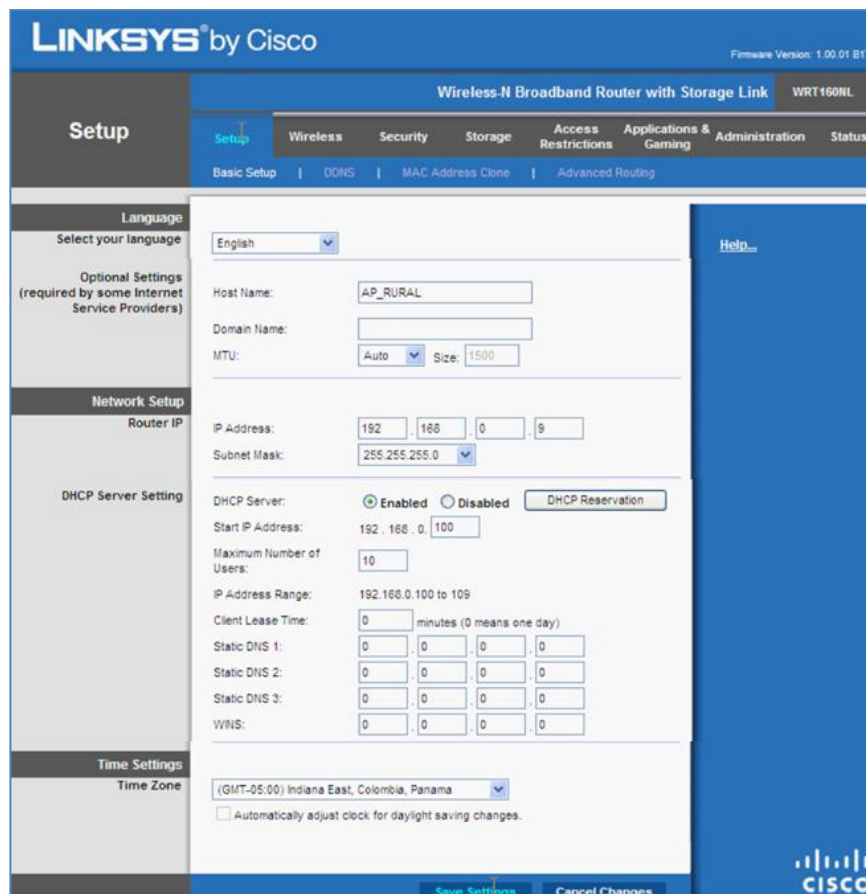 LINKSYS® by Cisco
Firmware Version: 1.00.01 B1
Wireless-N Broadband Router with Storage Link WRT160NL
Setup
Setup Wireless Security Storage Access Restrictions Applications & Gaming Administration Status
Basic Setup | DDNS | MAC Address Clone | Advanced Routing
Language
Select your language
English
Help...
Optional Settings
(required by some Internet
Service Providers)
Host Name: AP_RURAL
Domain Name:
MTU: Auto Size: 1500
Network Setup
Router IP
IP Address: 192 . 168 . 0 . 9
Subnet Mask: 255.255.255.0
DHCP Server Setting
DHCP Server: Enabled Disabled DHCP Reservation
Start IP Address: 192 . 168 . 0. 100
Maximum Number of
Users: 10
IP Address Range: 192.168.0.100 to 109
Client Lease Time: 0 minutes (0 means one day)
Static DNS 1: 0 . 0 . 0 . 0
Static DNS 2: 0 . 0 . 0 . 0
Static DNS 3: 0 . 0 . 0 . 0
WINS: 0 . 0 . 0 . 0
Time Settings
Time Zone
(GMT-05:00) Indiana East, Colombia, Panama
Automatically adjust clock for daylight saving changes.
Save Settings Cancel Changes
CISCO